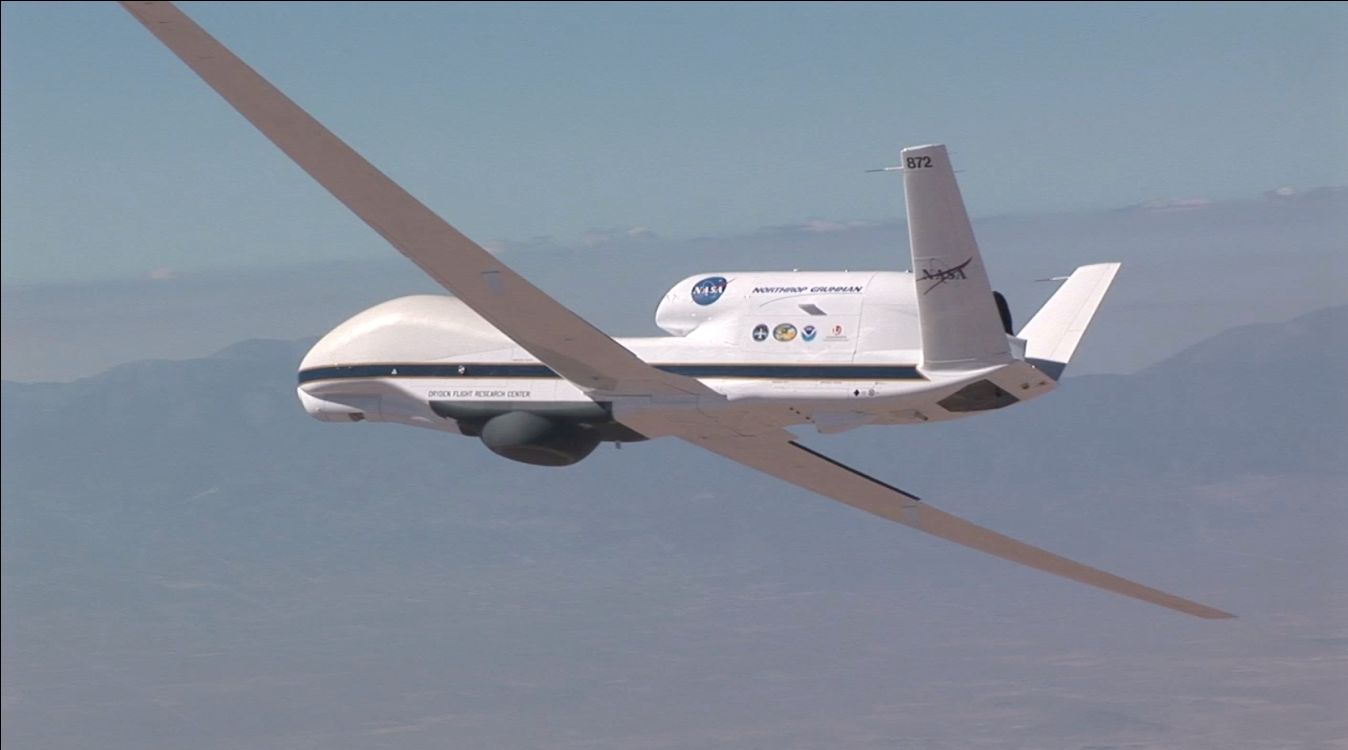 872
NASA
NASA
NORTHROP GRUMMAN
DRYDEN FLIGHT RESEARCH CENTER